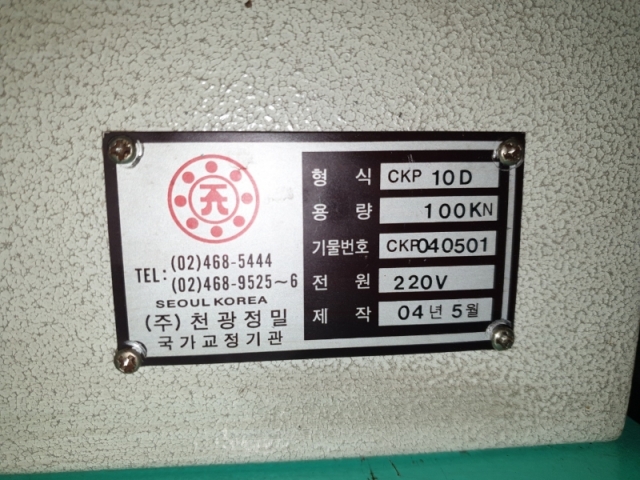 TEL: (02)468-5444
(02)468-9525~6
SEOUL KOREA
(주) 천광정밀
국가교정기관
형 식 CKP 10D
용 량 100KN
기물번호 CKP040501
전 원 220V
제 작 04년 5월